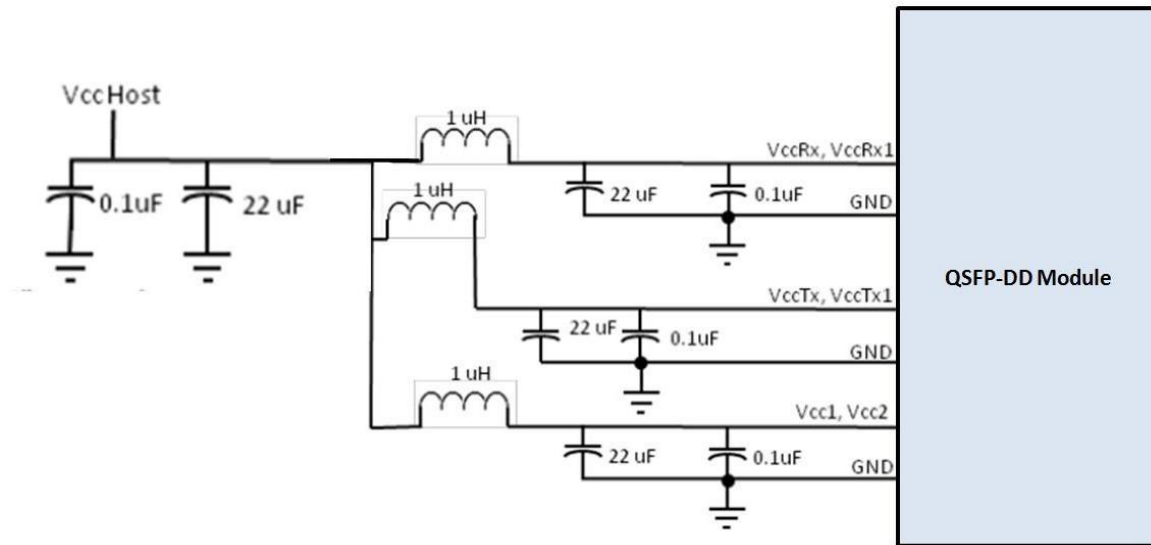 Vcc Host
0.1uF
22 uF
1 uH
VccRx, VccRx1
22 uF
0.1uF
GND
1 uH
VccTx, VccTx1
22 uF
0.1uF
GND
1 uH
Vcc1, Vcc2
22 uF
0.1uF
GND
QSFP-DD Module